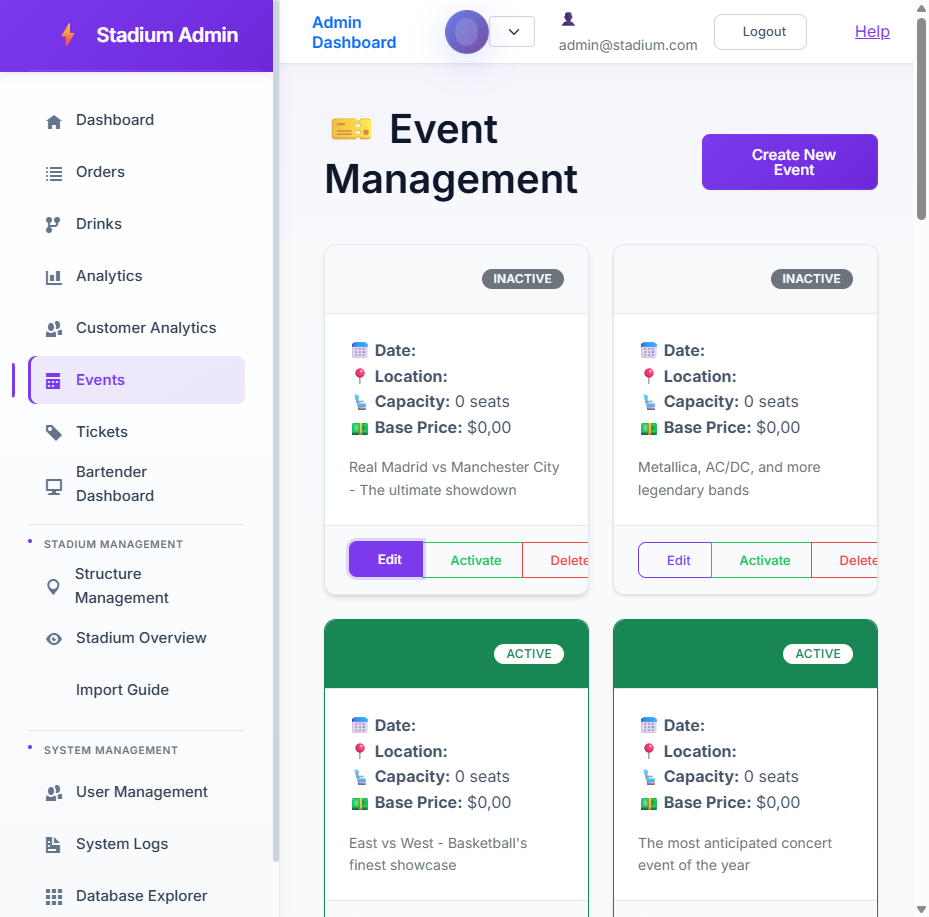 Stadium Admin
Dashboard
Orders
Drinks
Analytics
Customer Analytics
Events
Tickets
Bartender
Dashboard
STADIUM MANAGEMENT
Structure
Management
Stadium Overview
Import Guide
SYSTEM MANAGEMENT
User Management
System Logs
Database Explorer
Admin
Dashboard
admin@stadium.com
Logout
Help
Event
Management
Create New
Event
INACTIVE
Date:
Location:
Capacity: 0 seats
Base Price: $0,00
Real Madrid vs Manchester City
- The ultimate showdown
Edit
Activate
Delete
INACTIVE
Date:
Location:
Capacity: 0 seats
Base Price: $0,00
Metallica, AC/DC, and more
legendary bands
Edit
Activate
Delete
ACTIVE
Date:
Location:
Capacity: 0 seats
Base Price: $0,00
East vs West - Basketball's
finest showcase
ACTIVE
Date:
Location:
Capacity: 0 seats
Base Price: $0,00
The most anticipated concert
event of the year